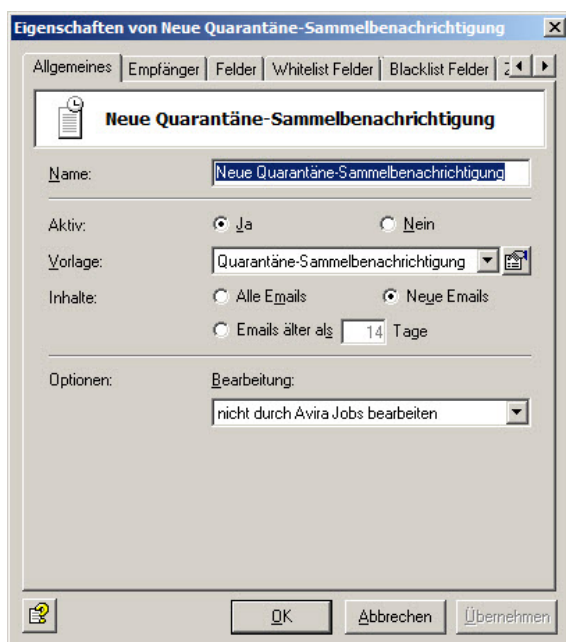 Eigenschaften von Neue Quarantäne-Sammelbenachrichtigung
Allgemeines Empfänger Felder Whitelist Felder Blacklist Felder
Neue Quarantäne-Sammelbenachrichtigung
Name: Neue Quarantäne-Sammelbenachrichtigung
Aktiv: Ja Nein
Vorlage: Quarantäne-Sammelbenachrichtigung
Inhalte: Alle Emails Neue Emails
Emails älter als 14 Tage
Optionen: Bearbeitung:
nicht durch Avira Jobs bearbeiten
OK Abbrechen Übernehmen